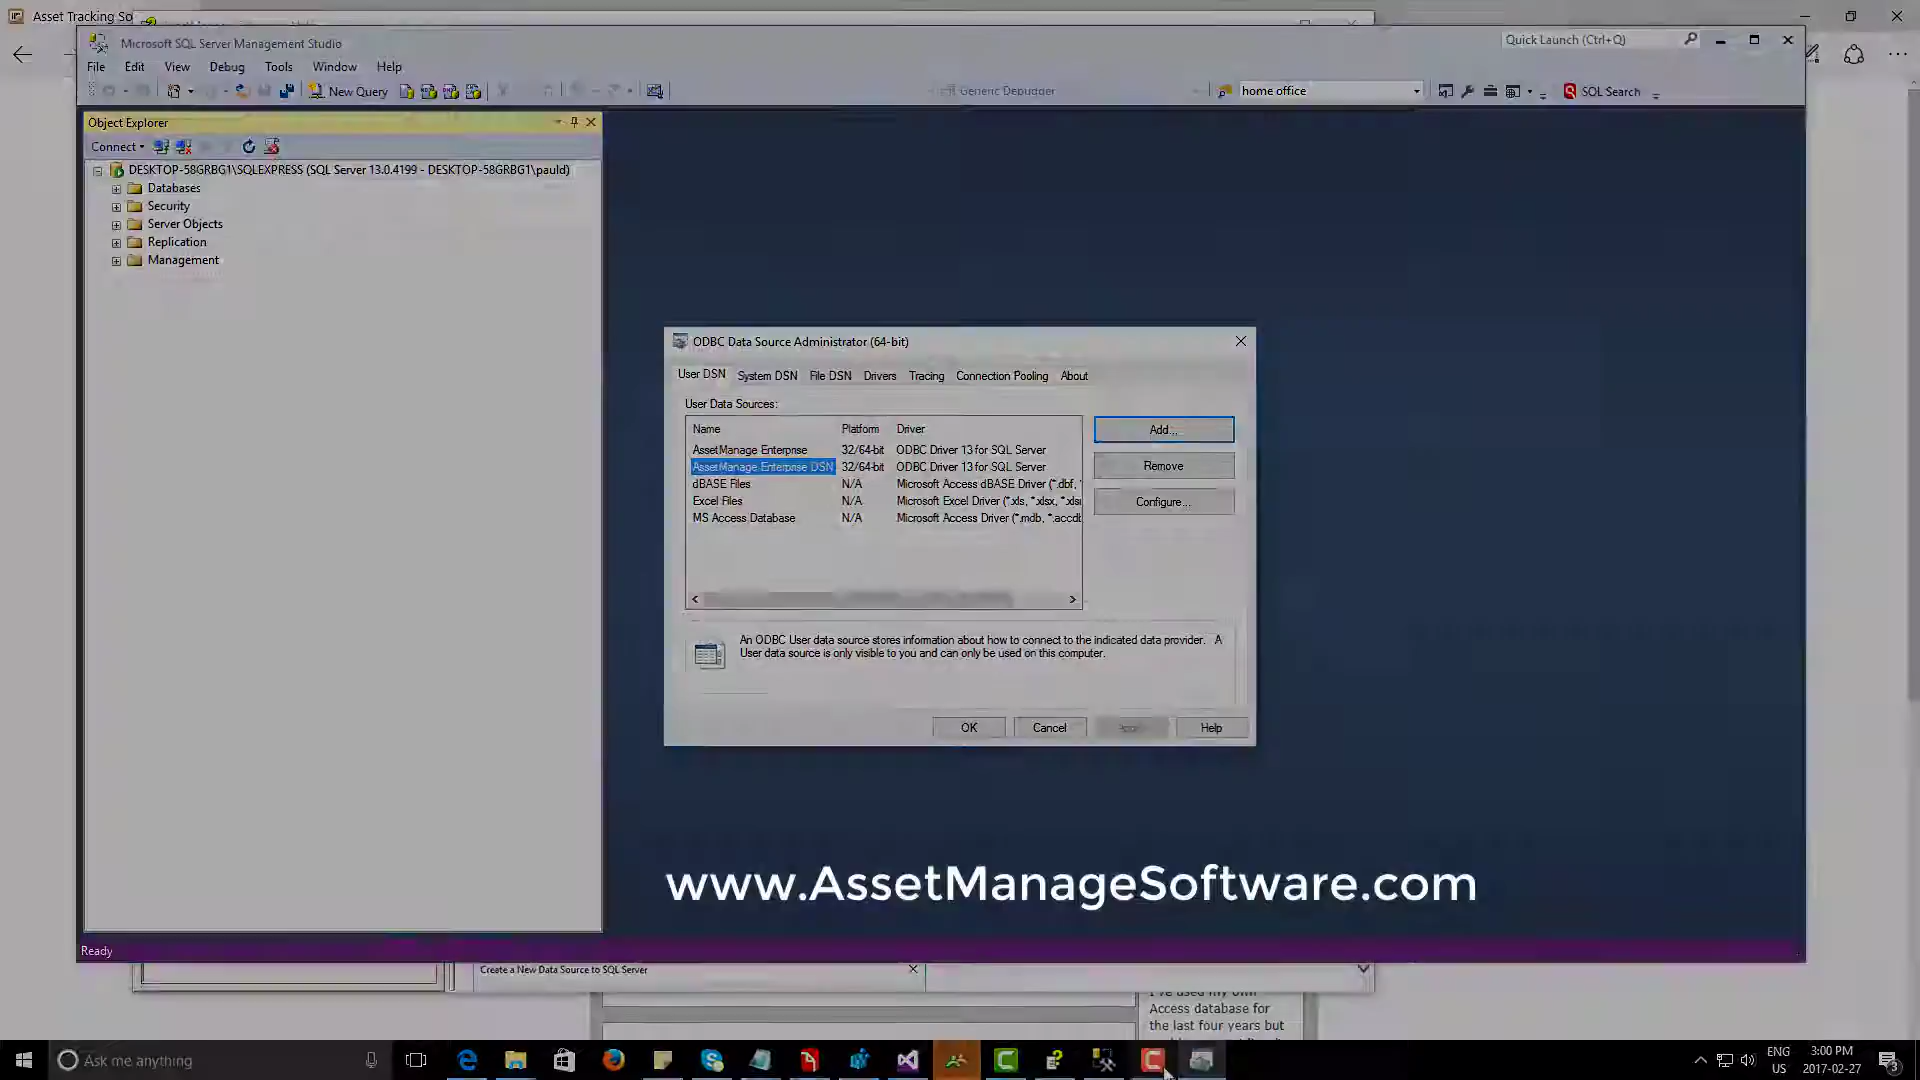 Asset Tracking So
Microsoft SQL Server Management Studio
Quick Launch (Ctrl+Q)
File Edit View Debug Tools Window Help
New Query
Generic Debugger
home office
SQL Search
Object Explorer
Connect
DESKTOP-58GRBG1\SQLEXPRESS (SQL Server 13.0.4199 - DESKTOP-58GRBG1\pauld)
Databases
Security
Server Objects
Replication
Management
ODBC Data Source Administrator (64-bit)
User DSN System DSN File DSN Drivers Tracing Connection Pooling About
User Data Sources:
Name Platform Driver
AssetManage Enterprise 32/64-bit ODBC Driver 13 for SQL Server
AssetManage Enterprise DSN 32/64-bit ODBC Driver 13 for SQL Server
dBASE Files N/A Microsoft Access dBASE Driver (*.dbf, *
Excel Files N/A Microsoft Excel Driver (*.xls, *.xlsx, *.xls
MS Access Database N/A Microsoft Access Driver (*.mdb, *.accdb
Add...
Remove
Configure...
An ODBC User data source stores information about how to connect to the indicated data provider. A
User data source is only visible to you and can only be used on this computer.
OK Cancel Apply Help
www.AssetManageSoftware.com
Ready
Create a New Data Source to SQL Server
I've used my own
Access database for
the last four years but
Ask me anything
ENG
US
3:00 PM
2017-02-27
3